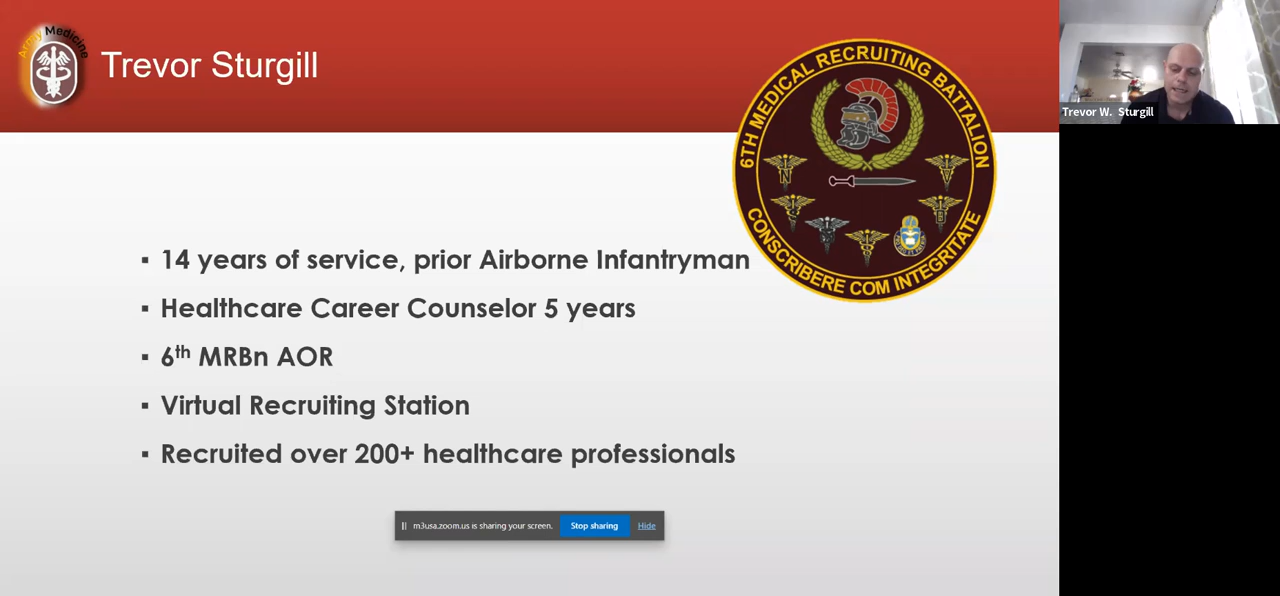 Army Medicine
Trevor Sturgill
6TH MEDICAL RECRUITING BATTALION
CONSCRIBERE COM INTEGRITATE
N
V
S
B
Trevor W. Sturgill
▪ 14 years of service, prior Airborne Infantryman
▪ Healthcare Career Counselor 5 years
▪ 6th MRBn AOR
▪ Virtual Recruiting Station
▪ Recruited over 200+ healthcare professionals
m3usa.zoom.us is sharing your screen. Stop sharing Hide